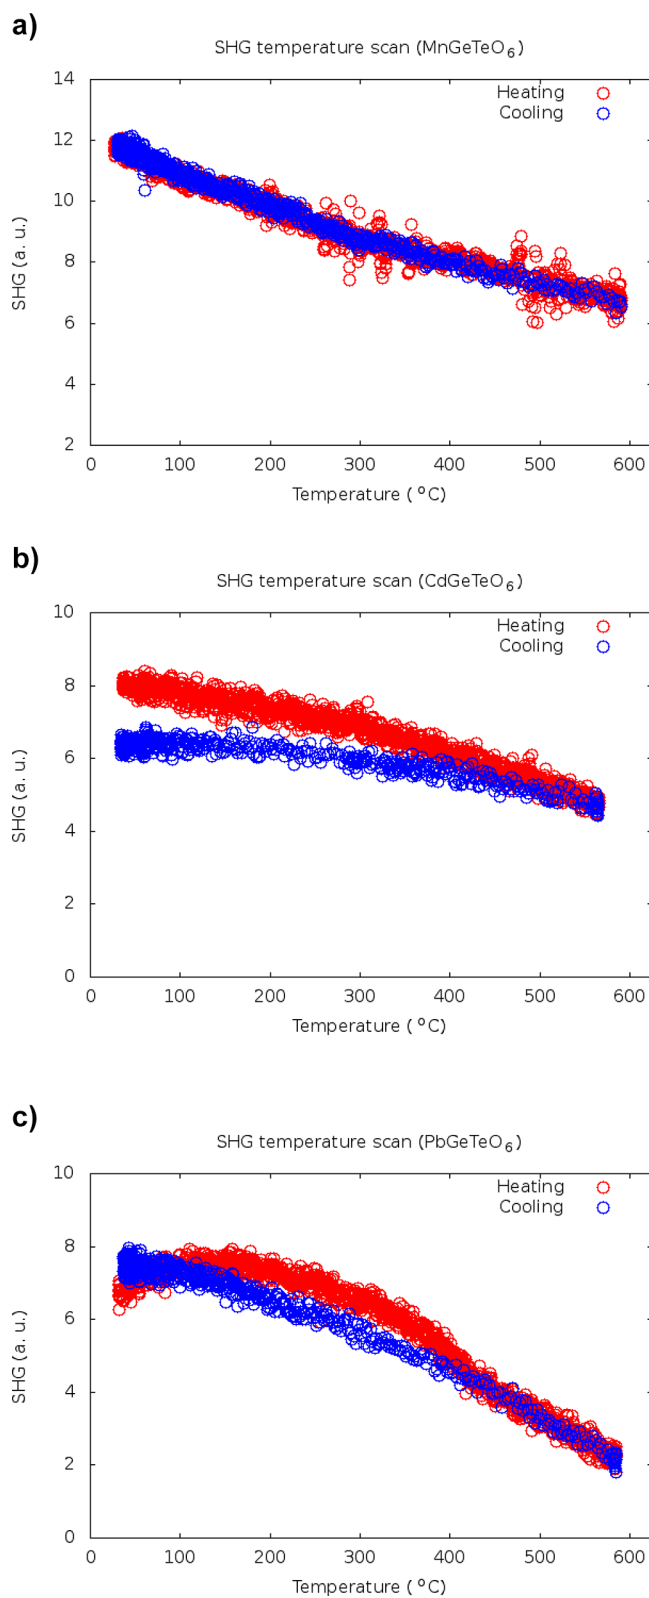 a)
SHG temperature scan (MnGeTeO₆)
14
Heating
Cooling
12
10
8
6
4
2
SHG (a. u.)
0 100 200 300 400 500 600
Temperature ( °C)
b)
SHG temperature scan (CdGeTeO₆)
10
Heating
Cooling
8
6
4
2
0
SHG (a. u.)
0 100 200 300 400 500 600
Temperature ( °C)
c)
SHG temperature scan (PbGeTeO₆)
10
Heating
Cooling
8
6
4
2
0
SHG (a. u.)
0 100 200 300 400 500 600
Temperature ( °C)